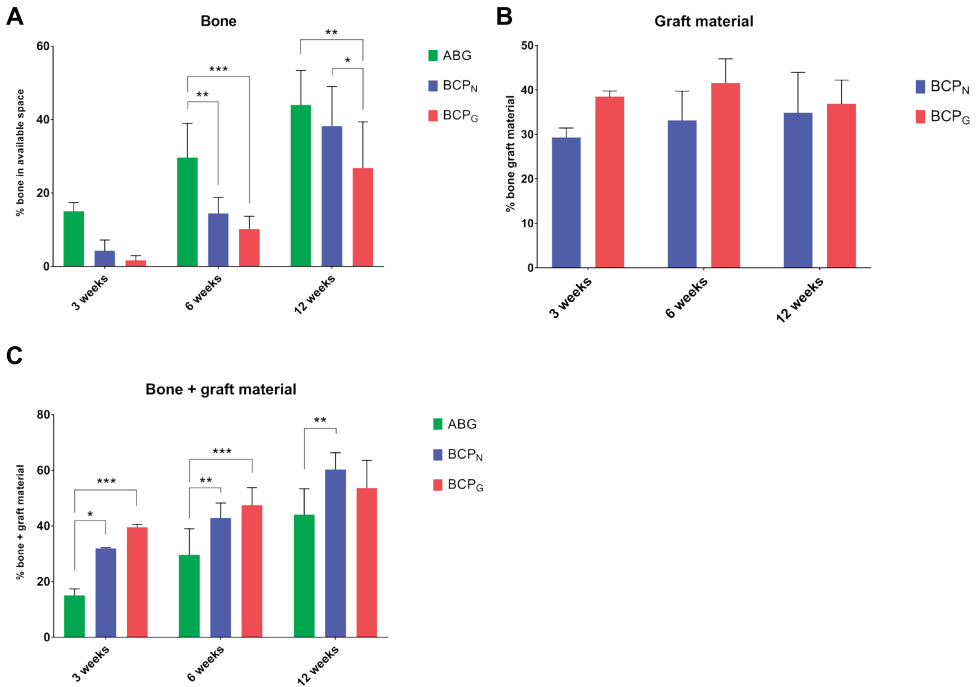 A
Bone
% bone in available space
60
40
20
0
**
***
**
*
**
3 weeks
6 weeks
12 weeks
ABG
BCPN
BCPG
B
Graft material
% bone graft material
50
40
30
20
10
0
3 weeks
6 weeks
12 weeks
BCPN
BCPG
C
Bone + graft material
% bone + graft material
80
60
40
20
0
**
***
***
**
*
3 weeks
6 weeks
12 weeks
ABG
BCPN
BCPG